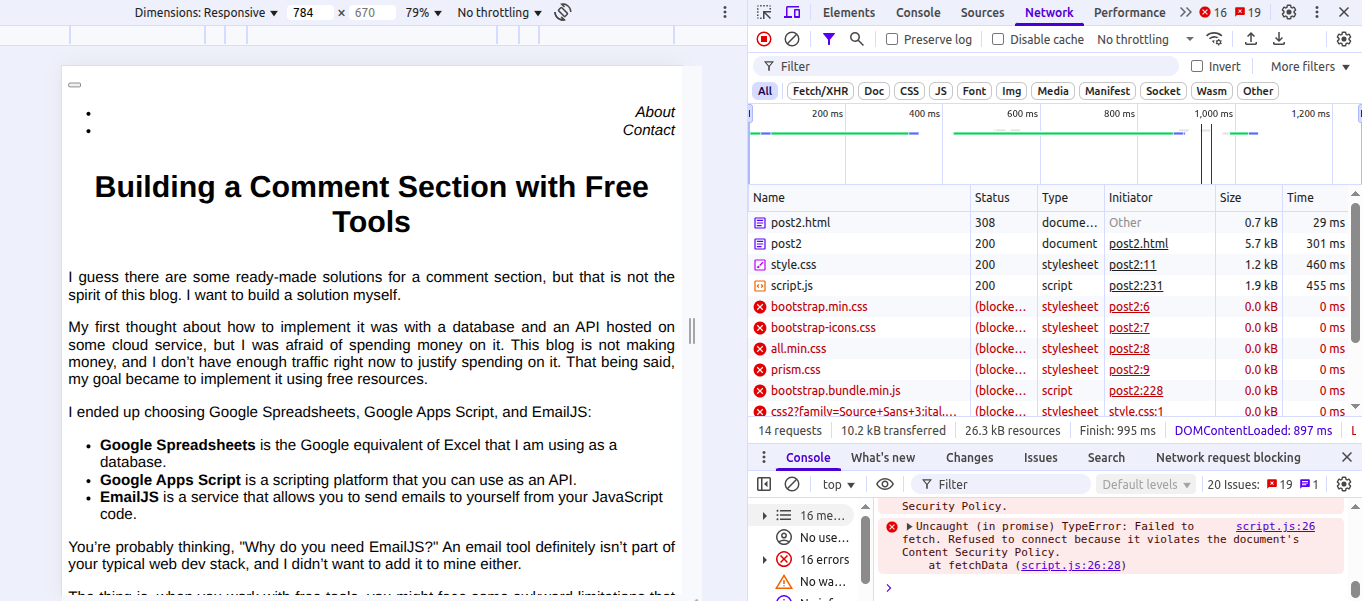 Dimensions: Responsive 784 × 670 79% No throttling
Elements Console Sources Network Performance 16 19
Preserve log Disable cache No throttling
Filter Invert More filters
All Fetch/XHR Doc CSS JS Font Img Media Manifest Socket Wasm Other
200 ms 400 ms 600 ms 800 ms 1,000 ms 1,200 ms
Name Status Type Initiator Size Time
post2.html 308 docume... Other 0.7 kB 29 ms
post2 200 document post2.html 5.7 kB 301 ms
style.css 200 stylesheet post2:11 1.2 kB 460 ms
script.js 200 script post2:231 1.9 kB 455 ms
bootstrap.min.css (blocke... stylesheet post2:6 0.0 kB 0 ms
bootstrap-icons.css (blocke... stylesheet post2:7 0.0 kB 0 ms
all.min.css (blocke... stylesheet post2:8 0.0 kB 0 ms
prism.css (blocke... stylesheet post2:9 0.0 kB 0 ms
bootstrap.bundle.min.js (blocke... script post2:228 0.0 kB 0 ms
css2?family=Source+Sans+3:ital,... (blocke... stylesheet style.css:1 0.0 kB 0 ms
14 requests 10.2 kB transferred 26.3 kB resources Finish: 995 ms DOMContentLoaded: 897 ms L
Console What's new Changes Issues Search Network request blocking
top Filter Default levels 20 Issues: 19 1
16 me...
No use...
16 errors
No wa...
Security Policy.
Uncaught (in promise) TypeError: Failed to script.js:26
fetch. Refused to connect because it violates the document's
Content Security Policy.
at fetchData (script.js:26:28)
About
Contact
Building a Comment Section with Free
Tools
I guess there are some ready-made solutions for a comment section, but that is not the
spirit of this blog. I want to build a solution myself.
My first thought about how to implement it was with a database and an API hosted on
some cloud service, but I was afraid of spending money on it. This blog is not making
money, and I don’t have enough traffic right now to justify spending on it. That being said,
my goal became to implement it using free resources.
I ended up choosing Google Spreadsheets, Google Apps Script, and EmailJS:
Google Spreadsheets is the Google equivalent of Excel that I am using as a
database.
Google Apps Script is a scripting platform that you can use as an API.
EmailJS is a service that allows you to send emails to yourself from your JavaScript
code.
You’re probably thinking, "Why do you need EmailJS?" An email tool definitely isn’t part of
your typical web dev stack, and I didn’t want to add it to mine either.
The thing is, when you work with free tools, you might face some awkward limitations that